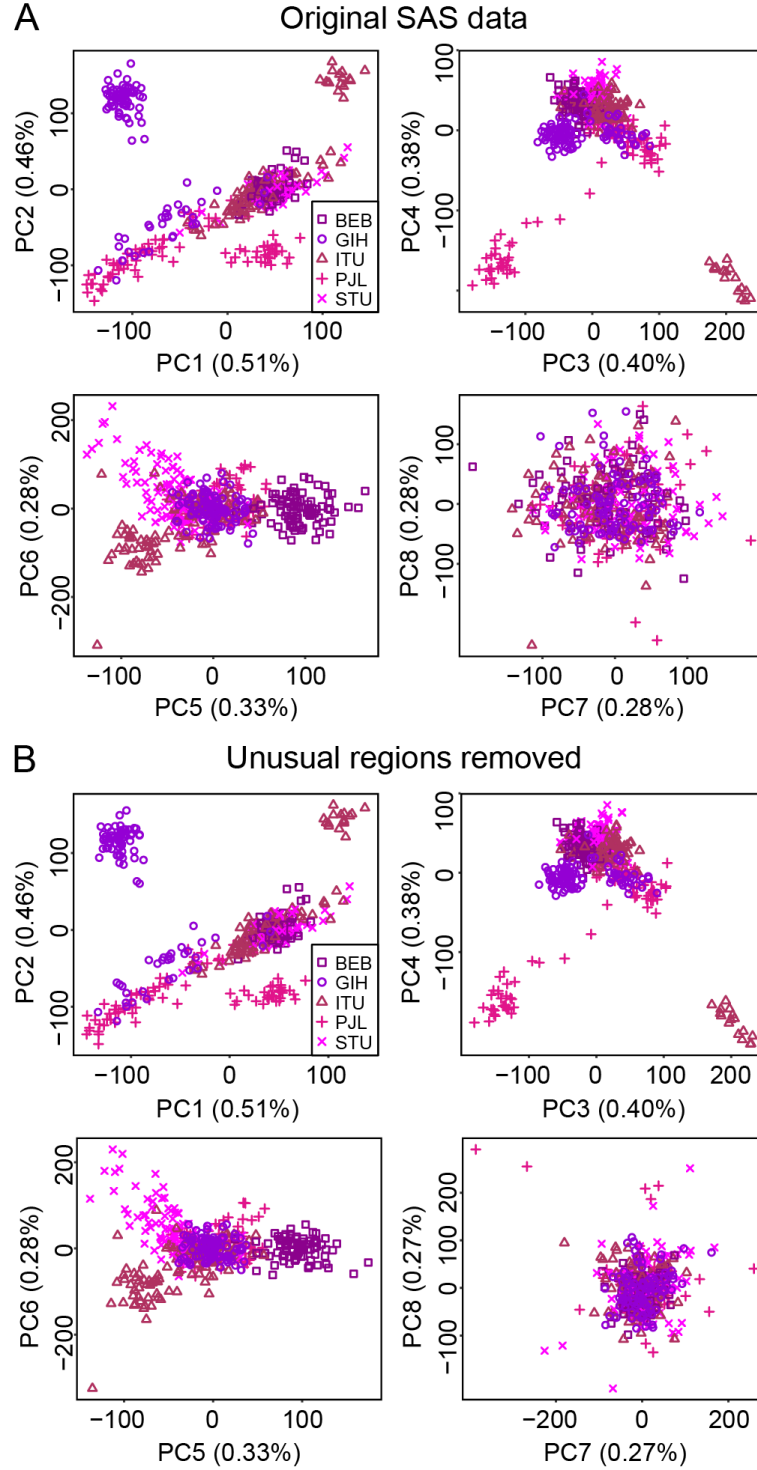 A Original SAS data
PC2 (0.46%)
100
0
−100
−100 0 100
PC1 (0.51%)
BEB
GIH
ITU
PJL
STU
PC4 (0.38%)
100
0
−100
−100 0 100 200
PC3 (0.40%)
PC6 (0.28%)
200
0
−200
−100 0 100
PC5 (0.33%)
PC8 (0.28%)
100
0
−100
−100 0 100
PC7 (0.28%)
B Unusual regions removed
PC2 (0.46%)
100
0
−100
−100 0 100
PC1 (0.51%)
BEB
GIH
ITU
PJL
STU
PC4 (0.38%)
100
0
−100
−100 0 100 200
PC3 (0.40%)
PC6 (0.28%)
200
0
−200
−100 0 100
PC5 (0.33%)
PC8 (0.27%)
200
100
0
−100
−200 0 200
PC7 (0.27%)